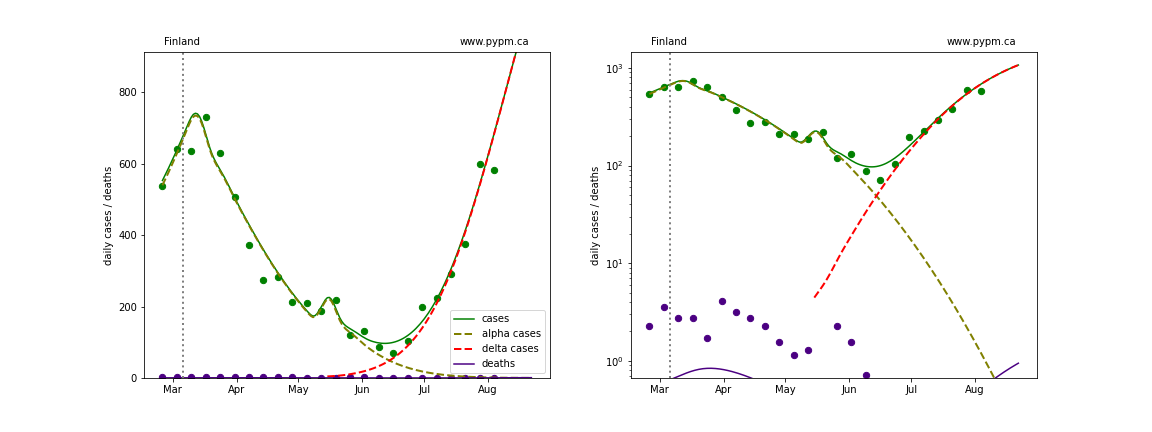 Finland www.pypm.ca
daily cases / deaths
800
600
400
200
0
Mar Apr May Jun Jul Aug
cases
alpha cases
delta cases
deaths
Finland www.pypm.ca
daily cases / deaths
10³
10²
10¹
10⁰
Mar Apr May Jun Jul Aug